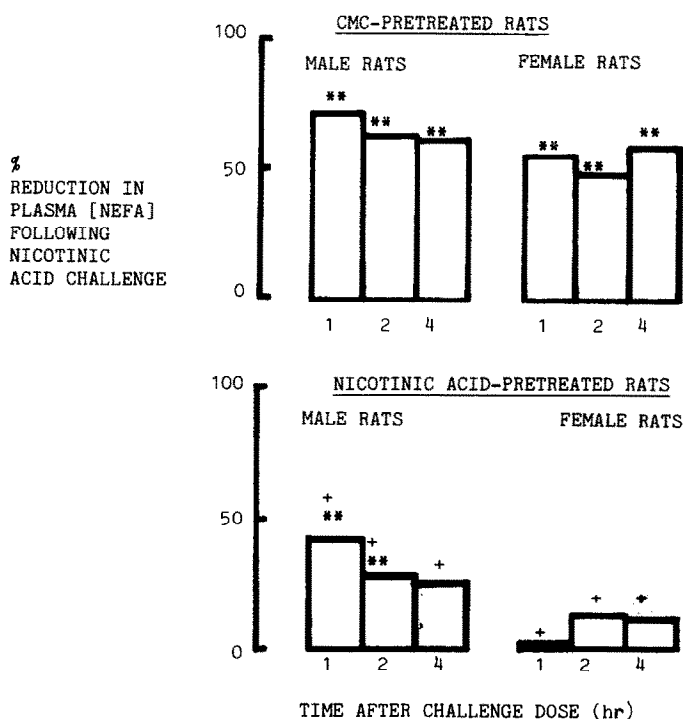 CMC-PRETREATED RATS
100
MALE RATS
FEMALE RATS
**
**
**
**
**
**
50
%
REDUCTION IN
PLASMA [NEFA]
FOLLOWING
NICOTINIC
ACID CHALLENGE
0
1 2 4
1 2 4
100
NICOTINIC ACID-PRETREATED RATS
MALE RATS
FEMALE RATS
+
**
+
**
+
+
+
+
50
0
1 2 4
1 2 4
TIME AFTER CHALLENGE DOSE (hr)